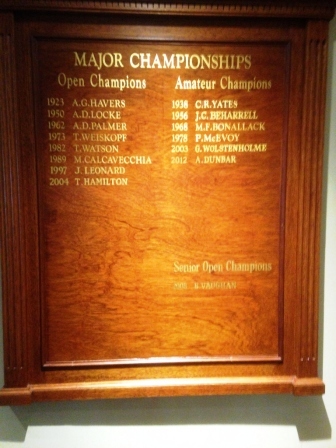 MAJOR CHAMPIONSHIPS
Open Champions
1923 A.G.HAVERS
1950 A.D.LOCKE
1962 A.D.PALMER
1973 T.WEISKOPF
1982 T.WATSON
1989 M.CALCAVECCHIA
1997 J.LEONARD
2004 T.HAMILTON
Amateur Champions
1938 C.R.YATES
1956 J.C.BEHARRELL
1968 M.F.BONALLACK
1978 P.McEVOY
2003 G.WOLSTENHOLME
2012 A.DUNBAR
Senior Open Champions
B.VAUGHAN